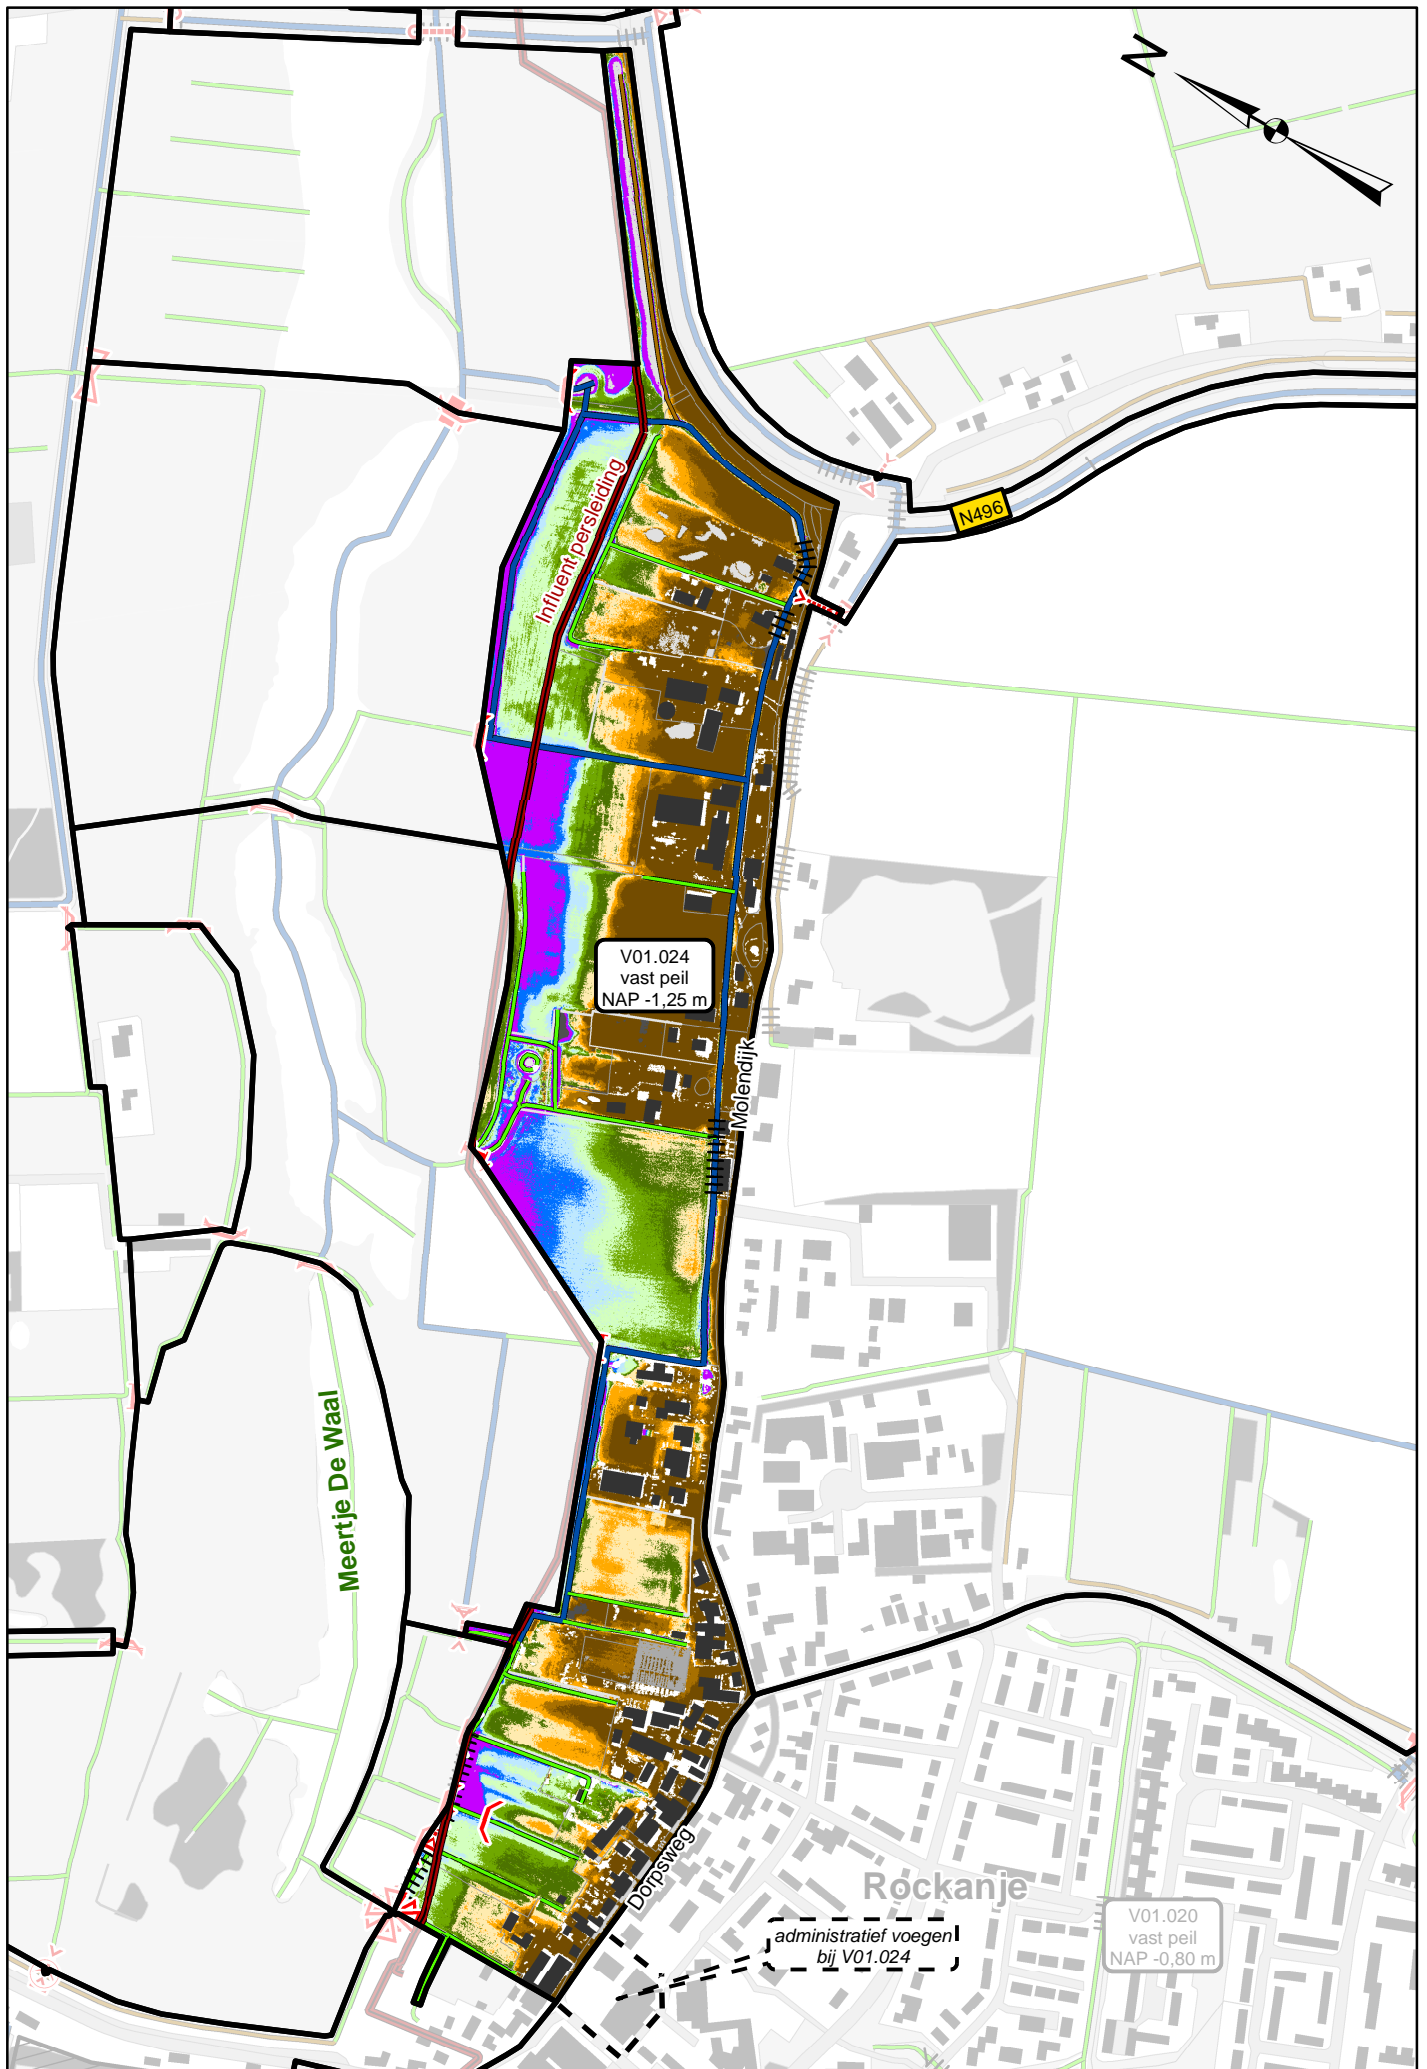 N
N496
Influent persleiding
V01.024
vast peil
NAP -1,25 m
Molendijk
Meertje De Waal
Dorpsweg
Rockanje
administratief voegen
bij V01.024
V01.020
vast peil
NAP -0,80 m